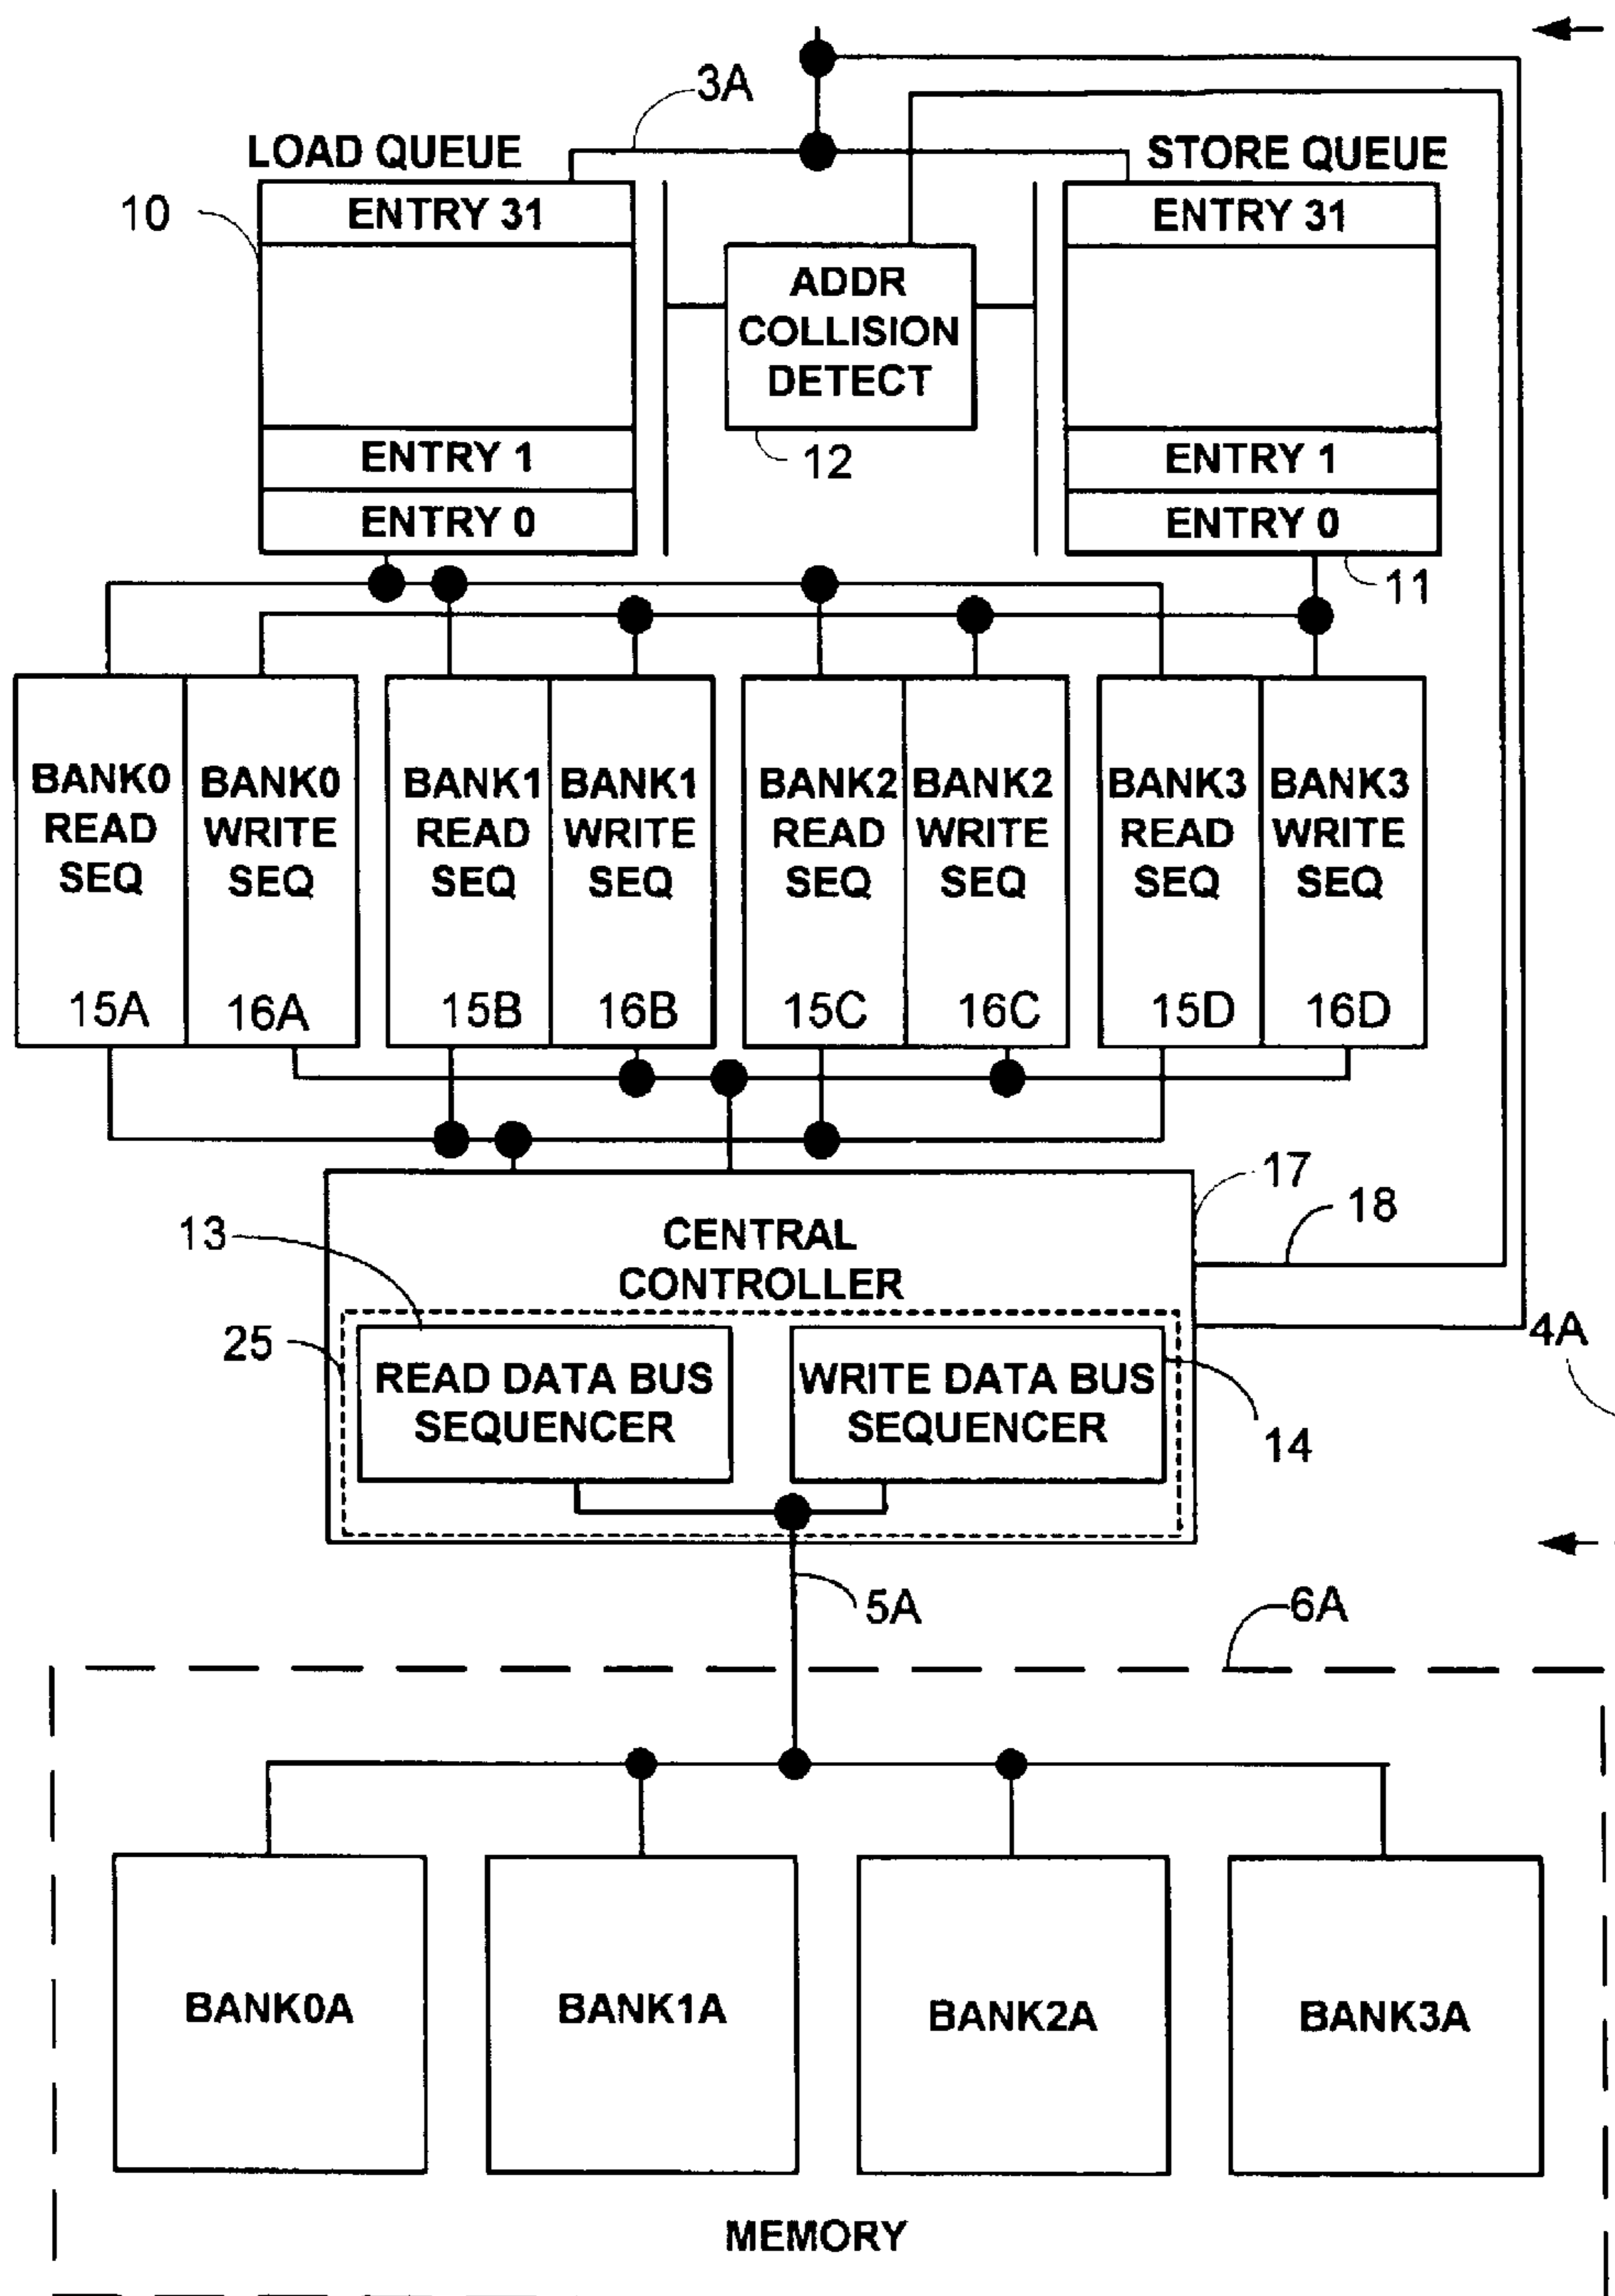 3A
LOAD QUEUE
STORE QUEUE
10
ENTRY 31
ENTRY 31
ADDR
COLLISION
DETECT
12
ENTRY 1
ENTRY 0
ENTRY 1
ENTRY 0
11
BANK0
READ
SEQ
15A
BANK0
WRITE
SEQ
16A
BANK1
READ
SEQ
15B
BANK1
WRITE
SEQ
16B
BANK2
READ
SEQ
15C
BANK2
WRITE
SEQ
16C
BANK3
READ
SEQ
15D
BANK3
WRITE
SEQ
16D
17
18
13
CENTRAL
CONTROLLER
25
4A
READ DATA BUS
SEQUENCER
WRITE DATA BUS
SEQUENCER
14
5A
6A
BANK0A
BANK1A
BANK2A
BANK3A
MEMORY